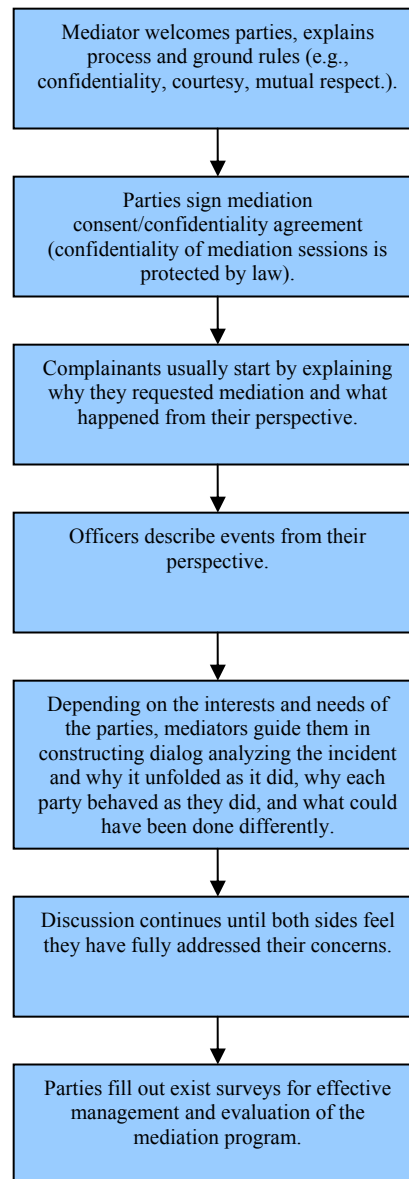 Mediator welcomes parties, explains
process and ground rules (e.g.,
confidentiality, courtesy, mutual respect.).
Parties sign mediation
consent/confidentiality agreement
(confidentiality of mediation sessions is
protected by law).
Complainants usually start by explaining
why they requested mediation and what
happened from their perspective.
Officers describe events from their
perspective.
Depending on the interests and needs of
the parties, mediators guide them in
constructing dialog analyzing the incident
and why it unfolded as it did, why each
party behaved as they did, and what could
have been done differently.
Discussion continues until both sides feel
they have fully addressed their concerns.
Parties fill out exist surveys for effective
management and evaluation of the
mediation program.